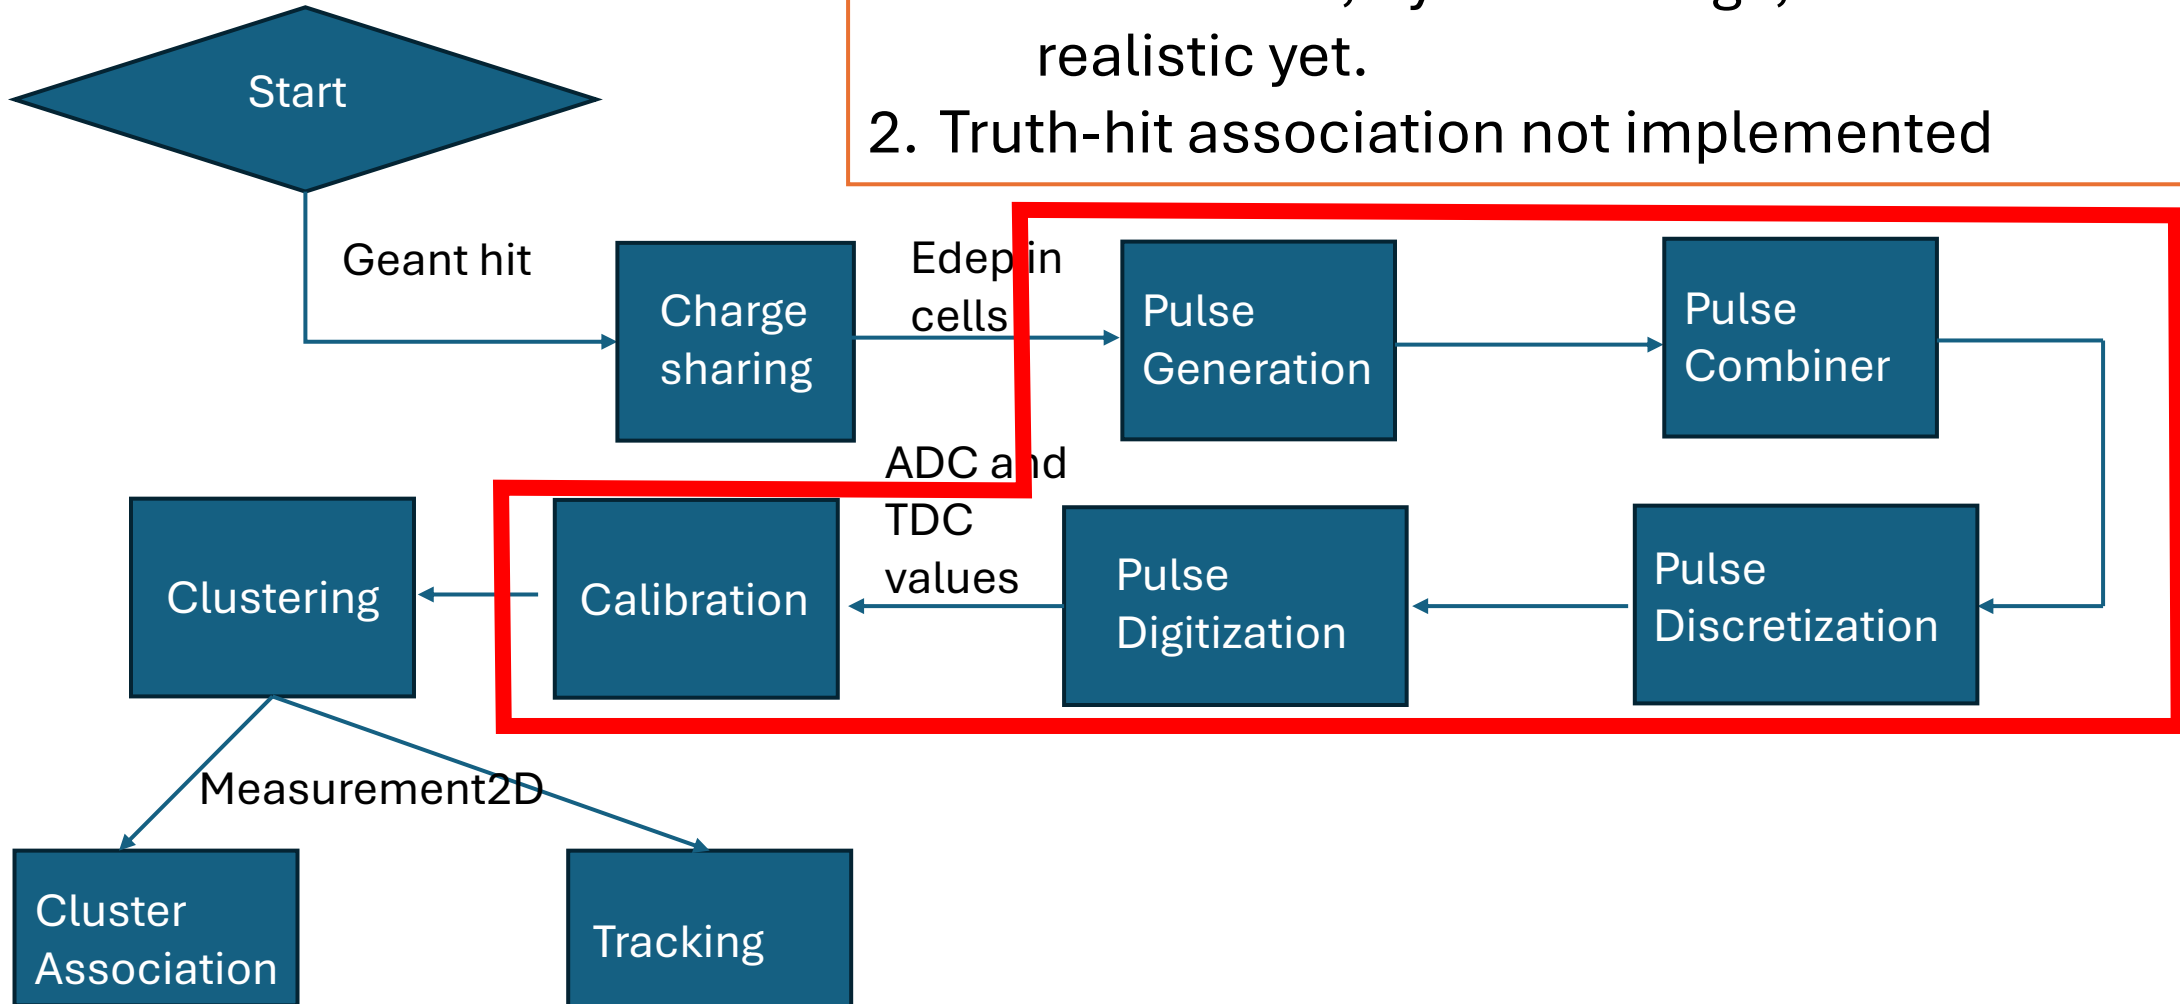 realistic yet.
2. Truth-hit association not implemented
Start
Geant hit
Charge
sharing
Edep in
cells
Pulse
Generation
Pulse
Combiner
ADC and
TDC
values
Clustering
Calibration
Pulse
Digitization
Pulse
Discretization
Measurement2D
Cluster
Association
Tracking